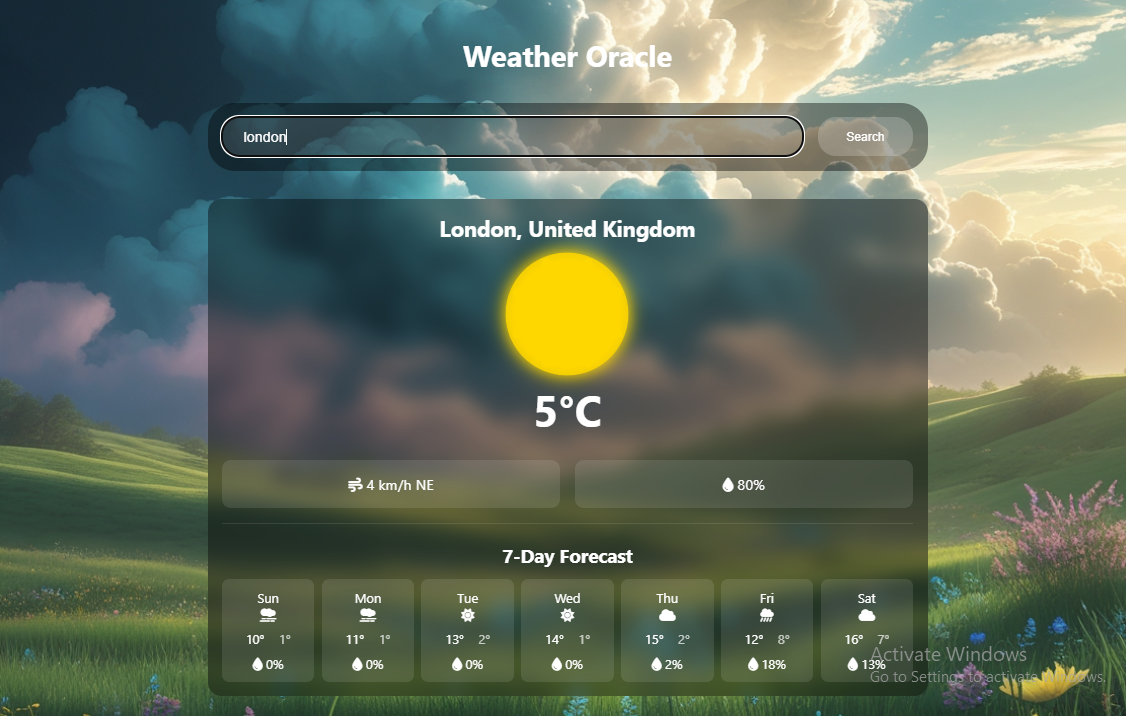 Weather Oracle
london
Search
London, United Kingdom
5°C
4 km/h NE
80%
7-Day Forecast
Sun Mon Tue Wed Thu Fri Sat
10° 1° 11° 1° 13° 2° 14° 1° 15° 2° 12° 8° 16° 7°
0% 0% 0% 0% 2% 18% 13%
Activate Windows
Go to Settings to activate Windows.